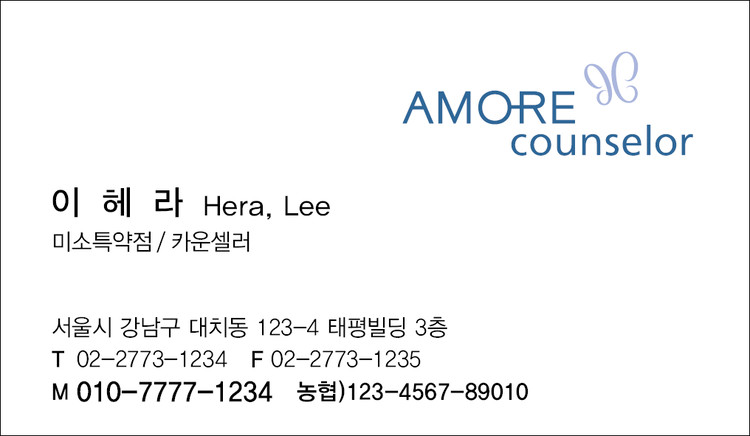 AMORE
counselor
이 헤 라 Hera, Lee
미소특약점 / 카운셀러
서울시 강남구 대치동 123-4 태평빌딩 3층
T 02-2773-1234 F 02-2773-1235
M 010-7777-1234 농협)123-4567-89010